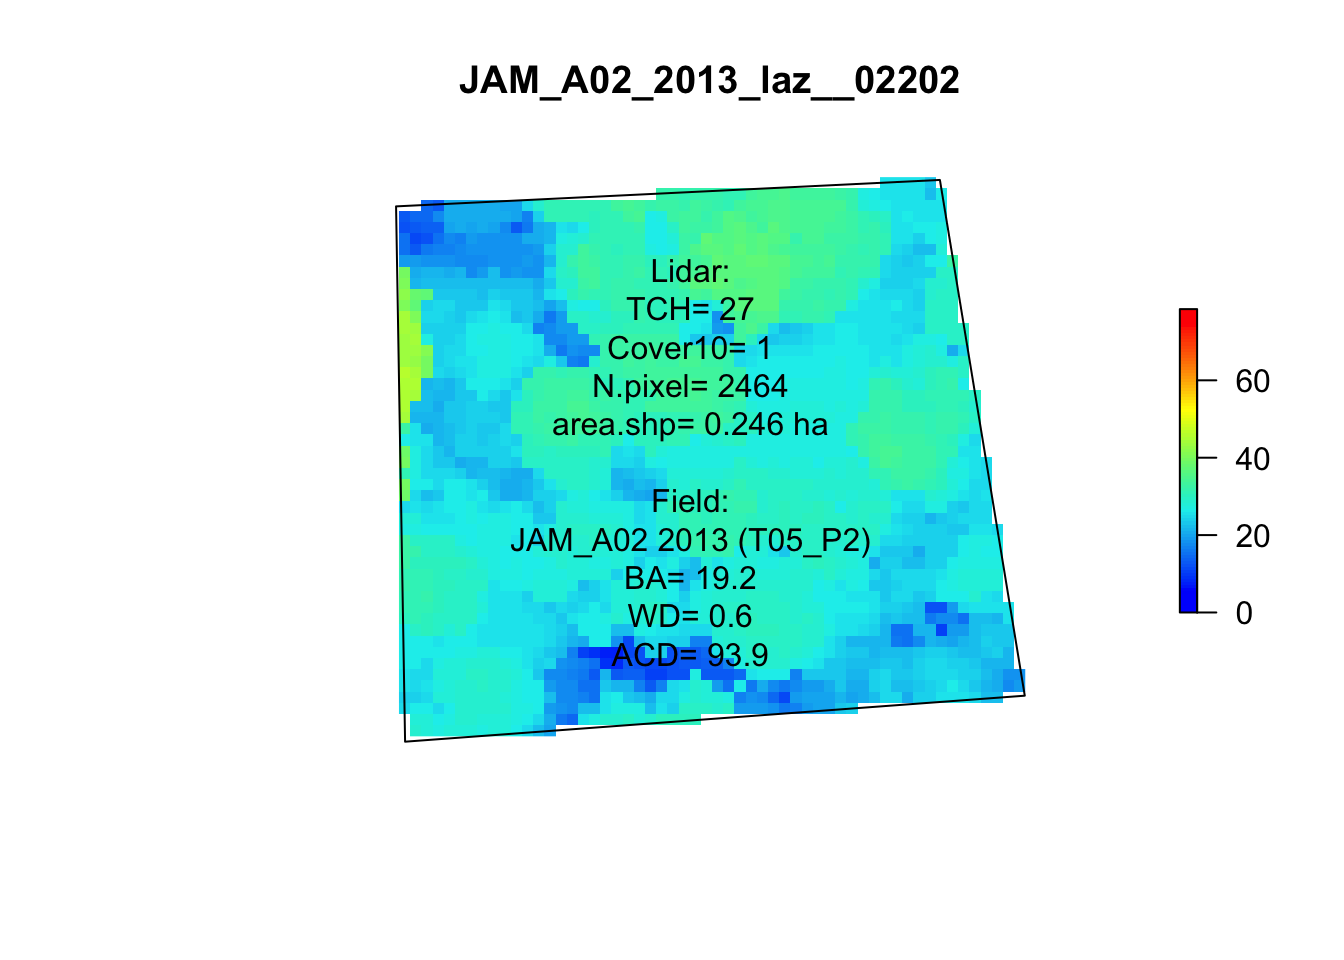 JAM_A02_2013_laz__02202
Lidar:
TCH= 27
Cover10= 1
N.pixel= 2464
area.shp= 0.246 ha
Field:
JAM_A02 2013 (T05_P2)
BA= 19.2
WD= 0.6
ACD= 93.9
60
40
20
0